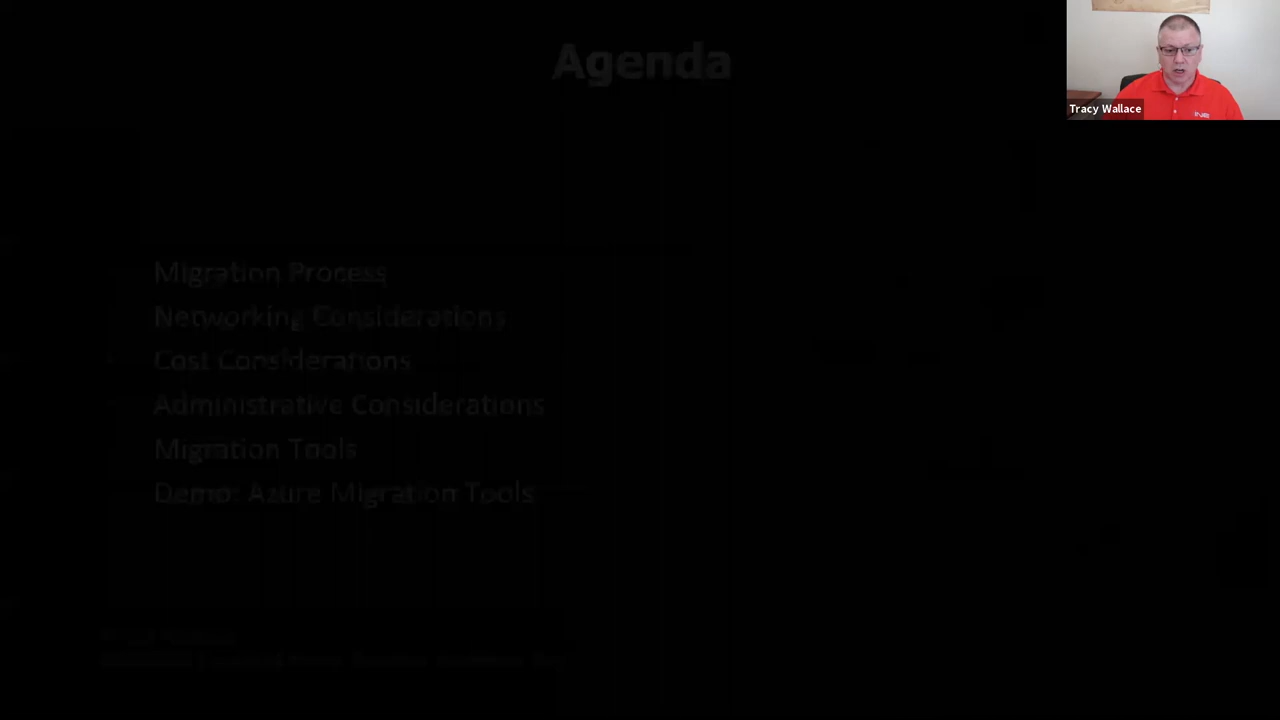 Agenda
Tracy Wallace
Migration Process
Networking Considerations
Cost Considerations
Administrative Considerations
Migration Tools
Demo: Azure Migration Tools